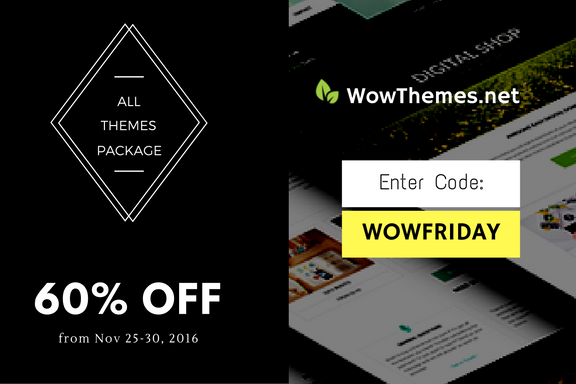 ALL
THEMES
PACKAGE
60% OFF
from Nov 25-30, 2016
DIGITAL SHOP
WowThemes.net
Enter Code:
WOWFRIDAY